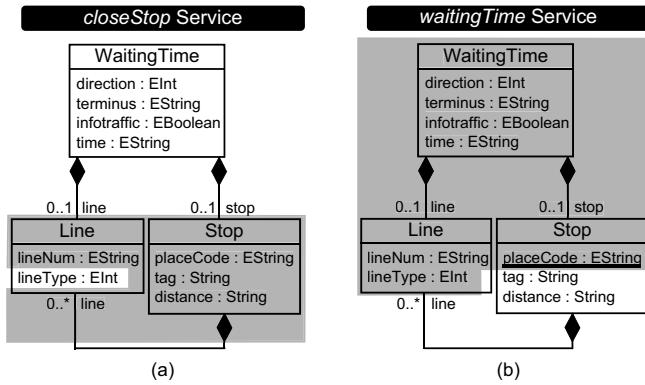 closeStop Service
WaitingTime
direction : EInt
terminus : EString
infotraffic : EBoolean
time : EString
0..1 line
0..1 stop
Line
lineNum : EString
lineType : EInt
Stop
placeCode : EString
tag : String
distance : String
0..* line
(a)
waitingTime Service
WaitingTime
direction : EInt
terminus : EString
infotraffic : EBoolean
time : EString
0..1 line
0..1 stop
Line
lineNum : EString
lineType : EInt
Stop
placeCode : EString
tag : String
distance : String
0..* line
(b)